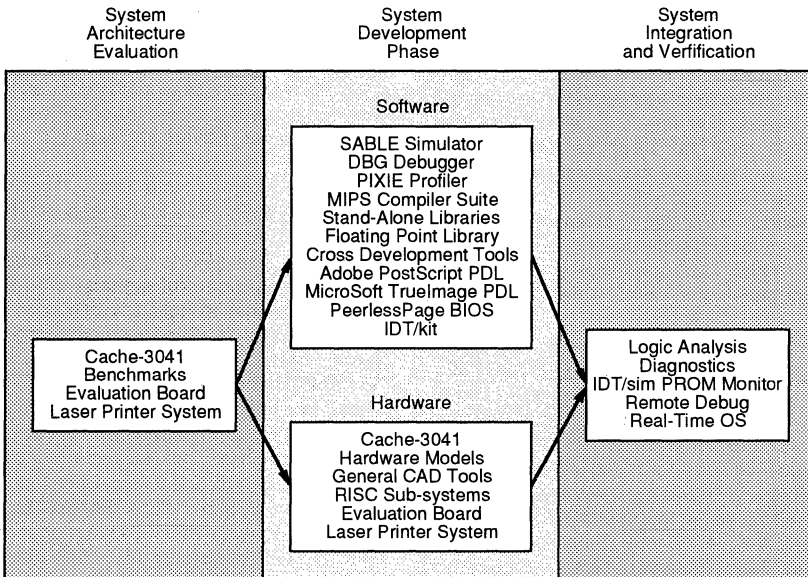 System
Architecture
Evaluation
System
Development
Phase
System
Integration
and Verfification
Software
SABLE Simulator
DBG Debugger
PIXIE Profiler
MIPS Compiler Suite
Stand-Alone Libraries
Floating Point Library
Cross Development Tools
Adobe PostScript PDL
MicroSoft TrueImage PDL
PeerlessPage BIOS
IDT/kit
Cache-3041
Benchmarks
Evaluation Board
Laser Printer System
Hardware
Cache-3041
Hardware Models
General CAD Tools
RISC Sub-systems
Evaluation Board
Laser Printer System
Logic Analysis
Diagnostics
IDT/sim PROM Monitor
Remote Debug
Real-Time OS